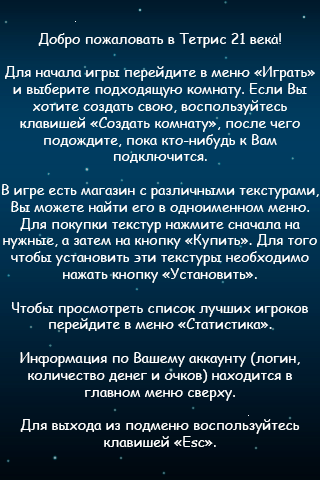 Добро пожаловать в Тетрис 21 века!
Для начала игры перейдите в меню «Играть»
и выберите подходящую комнату. Если Вы
хотите создать свою, воспользуйтесь
клавишей «Создать комнату», после чего
подождите, пока кто-нибудь к Вам
подключится.
В игре есть магазин с различными текстурами,
Вы можете найти его в одноименном меню.
Для покупки текстур нажмите сначала на
нужные, а затем на кнопку «Купить». Для того
чтобы установить эти текстуры необходимо
нажать кнопку «Установить».
Чтобы просмотреть список лучших игроков
перейдите в меню «Статистика».
Информация по Вашему аккаунту (логин,
количество денег и очков) находится в
главном меню сверху.
Для выхода из подменю воспользуйтесь
клавишей «Esc».